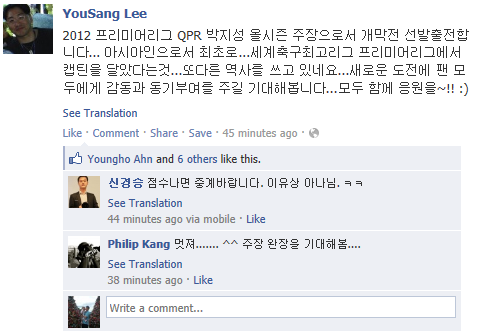 YouSang Lee
2012 프리미어리그 QPR 박지성 올시즌 주장으로서 개막전 선발출전합
니다... 아시아인으로서 최초로...세계축구최고리그 프리미어리그에서
캡틴을 달았다는것...또다른 역사를 쓰고 있네요...새로운 도전에 팬 모
두에게 감동과 동기부여를 주길 기대해봅니다...모두 함께 응원을~!! :)
See Translation
Like · Comment · Share · Save · 45 minutes ago ·
Youngho Ahn and 6 others like this.
신경승 점수나면 중계바랍니다. 이유상 아나님. ㅋㅋ
See Translation
44 minutes ago via mobile · Like
Philip Kang 멋져....... ^^ 주장 완장을 기대해봄....
See Translation
38 minutes ago · Like
Write a comment...